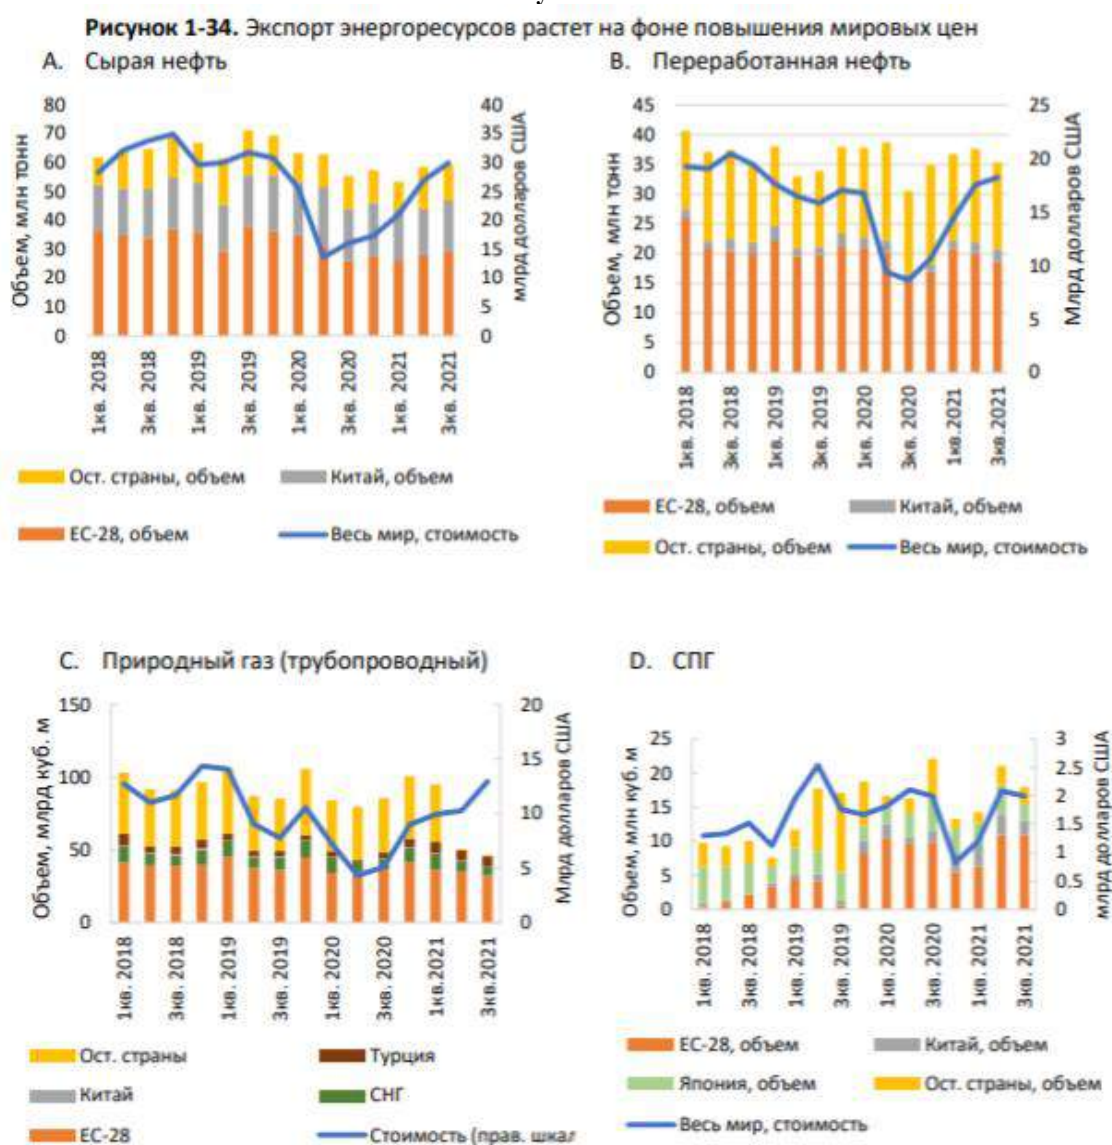 Рисунок 1-34. Экспорт энергоресурсов растет на фоне повышения мировых цен
A. Сырая нефть
Объем, млн тонн
80
70
60
50
40
30
20
10
0
40
35
30
25
20
15
10
5
0
млрд долларов США
1кв. 2018
3кв. 2018
1кв. 2019
3кв. 2019
1кв. 2020
3кв. 2020
1кв. 2021
3кв. 2021
Ост. страны, объем
Китай, объем
ЕС-28, объем
Весь мир, стоимость
B. Переработанная нефть
Объем, млн тонн
45
40
35
30
25
20
15
10
5
0
25
20
15
10
5
0
Млрд долларов США
1кв. 2018
3кв. 2018
1кв. 2019
3кв. 2019
1кв. 2020
3кв. 2020
1кв.2021
3кв.2021
ЕС-28, объем
Китай, объем
Ост. страны, объем
Весь мир, стоимость
C. Природный газ (трубопроводный)
Объем, млрд куб. м
150
100
50
0
20
15
10
5
0
Млрд долларов США
1кв. 2018
3кв. 2018
1кв. 2019
3кв. 2019
1кв. 2020
3кв. 2020
1кв. 2021
3кв.2021
Ост. страны
Турция
Китай
СНГ
ЕС-28
Стоимость (прав. шкал
D. СПГ
Объем, млн куб. м
25
20
15
10
5
0
3
2.5
2
1.5
1
0.5
0
млрд долларов США
1кв. 2018
3кв. 2018
1кв. 2019
3кв. 2019
1кв. 2020
3кв. 2020
1кв. 2021
3кв. 2021
ЕС-28, объем
Китай, объем
Япония, объем
Ост. страны, объем
Весь мир, стоимость